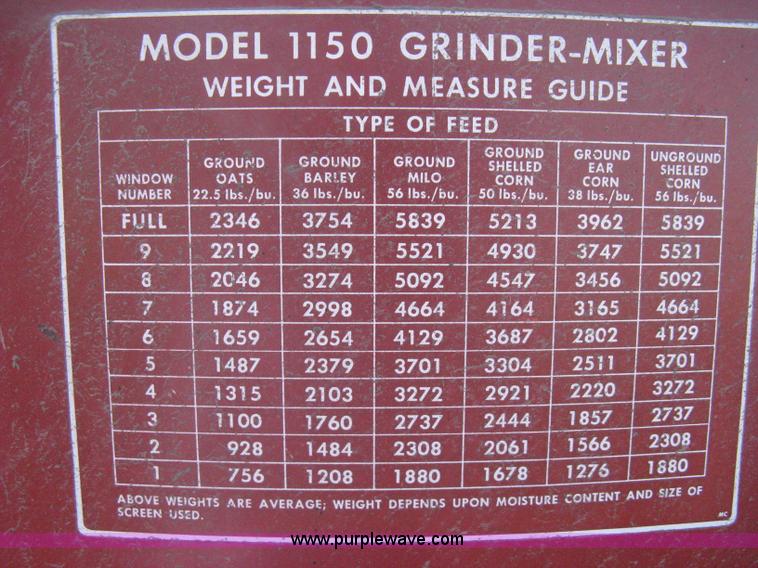 MODEL 1150 GRINDER-MIXER
WEIGHT AND MEASURE GUIDE
TYPE OF FEED
WINDOW NUMBER GROUND OATS 22.5 lbs./bu. GROUND BARLEY 36 lbs./bu. GROUND MILO 56 lbs./bu. GROUND SHELLED CORN 50 lbs./bu. GROUND EAR CORN 38 lbs./bu. UNGROUND SHELLED CORN 56 lbs./bu.
FULL 2346 3754 5839 5213 3962 5839
9 2219 3549 5521 4930 3747 5521
8 2046 3274 5092 4547 3456 5092
7 1874 2998 4664 4164 3165 4664
6 1659 2654 4129 3687 2802 4129
5 1487 2379 3701 3304 2511 3701
4 1315 2103 3272 2921 2220 3272
3 1100 1760 2737 2444 1857 2737
2 928 1484 2308 2061 1566 2308
1 756 1208 1880 1678 1276 1880
ABOVE WEIGHTS ARE AVERAGE; WEIGHT DEPENDS UPON MOISTURE CONTENT AND SIZE OF
SCREEN USED.
MC
www.purplewave.com